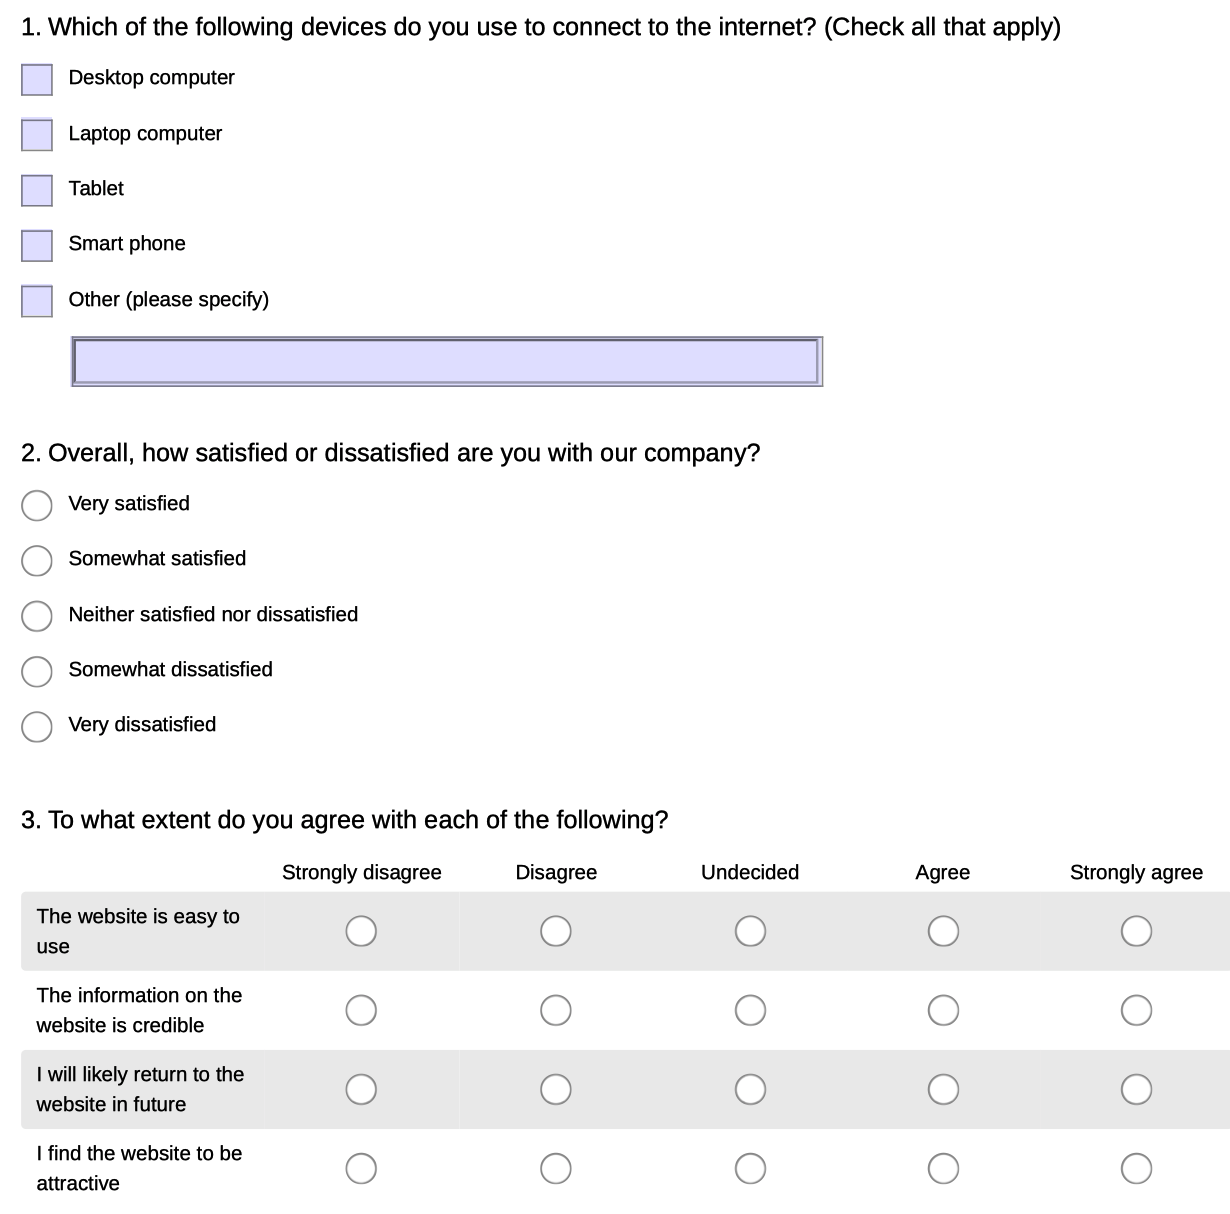 1. Which of the following devices do you use to connect to the internet? (Check all that apply)
Desktop computer
Laptop computer
Tablet
Smart phone
Other (please specify)
2. Overall, how satisfied or dissatisfied are you with our company?
Very satisfied
Somewhat satisfied
Neither satisfied nor dissatisfied
Somewhat dissatisfied
Very dissatisfied
3. To what extent do you agree with each of the following?
Strongly disagree Disagree Undecided Agree Strongly agree
The website is easy to
use
The information on the
website is credible
I will likely return to the
website in future
I find the website to be
attractive